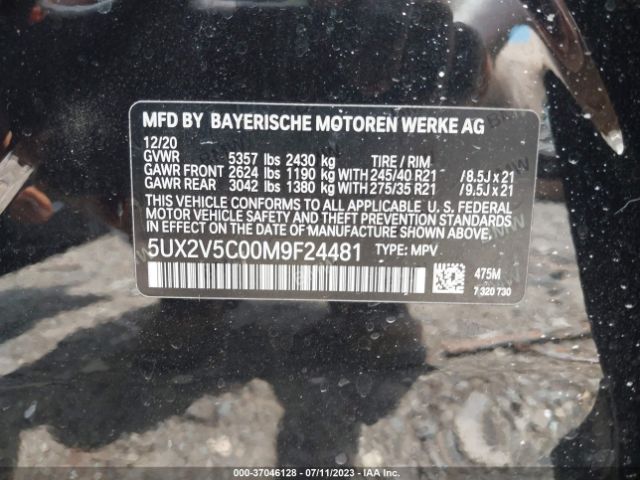 MFD BY BAYERISCHE MOTOREN WERKE AG
12/20
GVWR 5357 lbs 2430 kg TIRE / RIM
GAWR FRONT 2624 lbs 1190 kg WITH 245/40 R21 / 8.5J x 21
GAWR REAR 3042 lbs 1380 kg WITH 275/35 R21 / 9.5J x 21
THIS VEHICLE CONFORMS TO ALL APPLICABLE U. S. FEDERAL
MOTOR VEHICLE SAFETY, BUMPER, AND THEFT PREVENTION STANDARDS
IN EFFECT ON THE DATE OF MANUFACTURE SHOWN ABOVE.
5UX2V5C00M9F24481 TYPE: MPV
475M
7 320 730
000-37046128 - 07/11/2023 - IAA Inc.